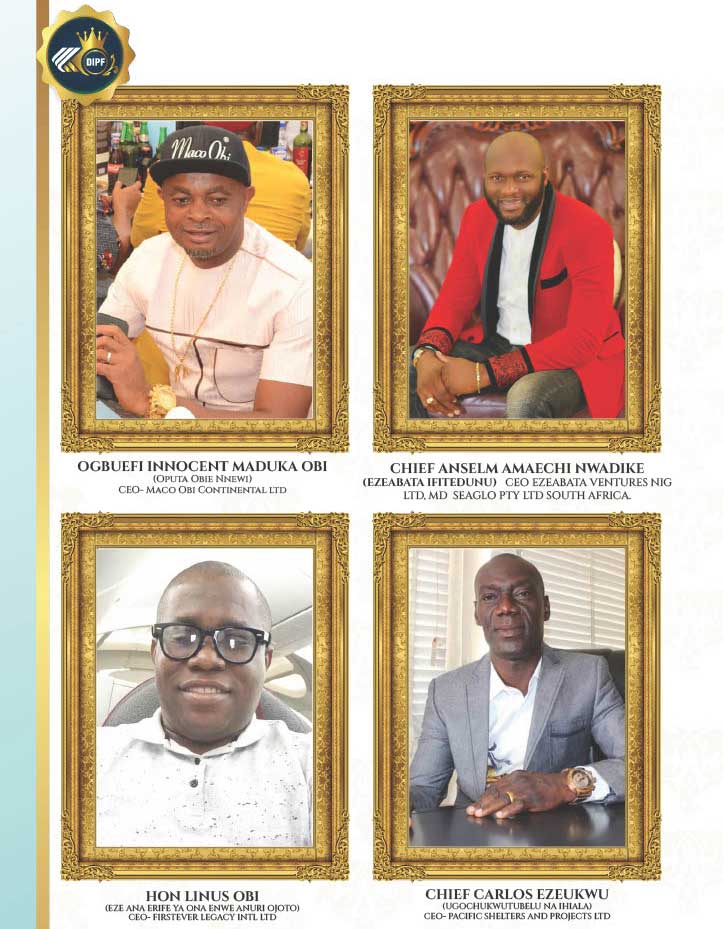 DIPF
Maco Obi®
OGBUEFI INNOCENT MADUKA OBI
(OPUTA OBIE NNEWI)
CEO- MACO OBI CONTINENTAL LTD
CHIEF ANSELM AMAECHI NWADIKE
(EZEABATA IFITEDUNU) CEO EZEABATA VENTURES NIG
LTD, MD SEAGLO PTY LTD SOUTH AFRICA.
HON LINUS OBI
(EZE ANA ERIFE YA ONA ENWE ANURI OJOTO)
CEO- FIRSTEVER LEGACY INTL LTD
CHIEF CARLOS EZEUKWU
(UGOCHUKWUTUBELU NA IHIALA)
CEO- PACIFIC SHELTERS AND PROJECTS LTD